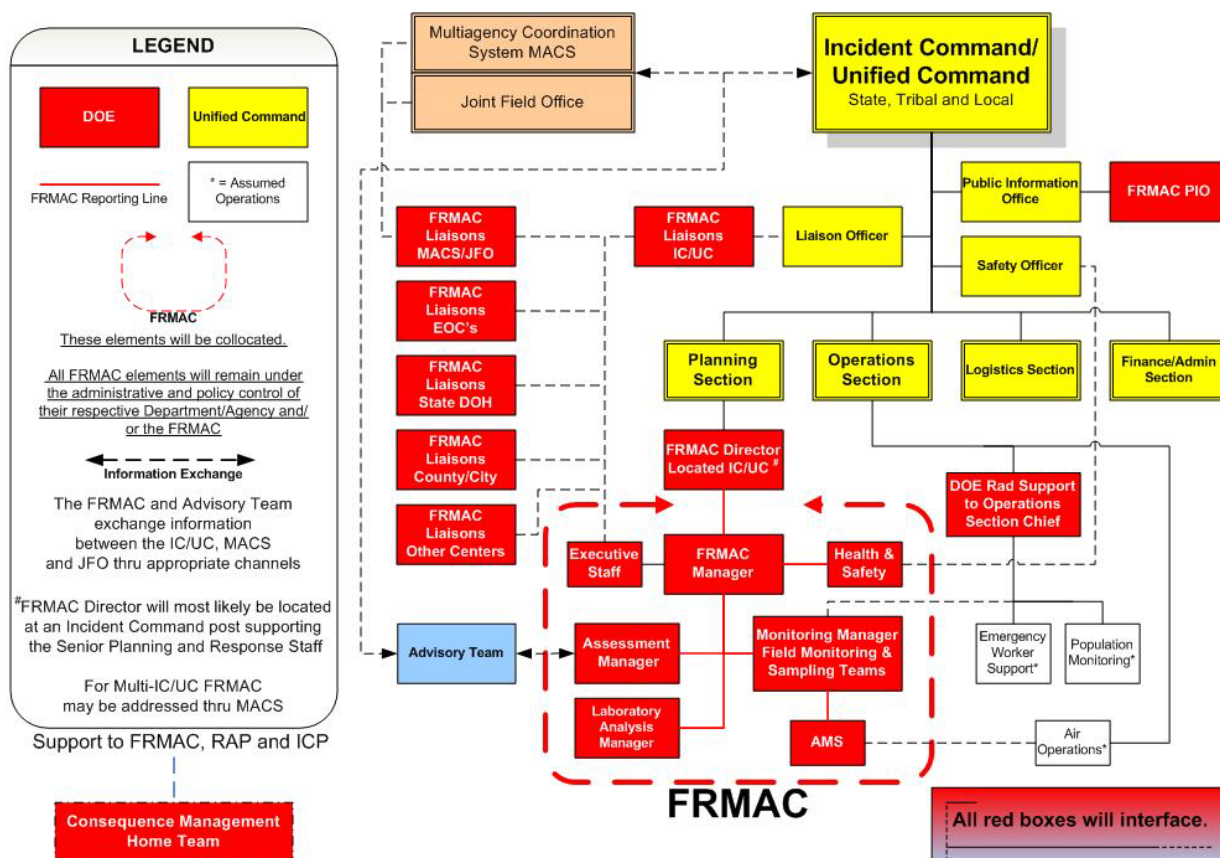 LEGEND
DOE
Unified Command
FRMAC Reporting Line
* = Assumed
Operations
FRMAC
These elements will be collocated.
All FRMAC elements will remain under
the administrative and policy control of
their respective Department/Agency and/
or the FRMAC
Information Exchange
The FRMAC and Advisory Team
exchange information
between the IC/UC, MACS
and JFO thru appropriate channels
#FRMAC Director will most likely be located
at an Incident Command post supporting
the Senior Planning and Response Staff
For Multi-IC/UC FRMAC
may be addressed thru MACS
Support to FRMAC, RAP and ICP
Consequence Management
Home Team
Multiagency Coordination
System MACS
Joint Field Office
Incident Command/
Unified Command
State, Tribal and Local
Public Information
Office
FRMAC PIO
FRMAC
Liaisons
MACS/JFO
FRMAC
Liaisons
IC/UC
Liaison Officer
Safety Officer
FRMAC
Liaisons
EOC's
FRMAC
Liaisons
State DOH
FRMAC
Liaisons
County/City
FRMAC
Liaisons
Other Centers
Planning
Section
Operations
Section
Logistics Section
Finance/Admin
Section
FRMAC Director
Located IC/UC #
DOE Rad Support
to Operations
Section Chief
Executive
Staff
FRMAC
Manager
Health &
Safety
Advisory Team
Assessment
Manager
Monitoring Manager
Field Monitoring &
Sampling Teams
Emergency
Worker
Support*
Population
Monitoring*
Laboratory
Analysis
Manager
AMS
Air
Operations*
FRMAC
All red boxes will interface.